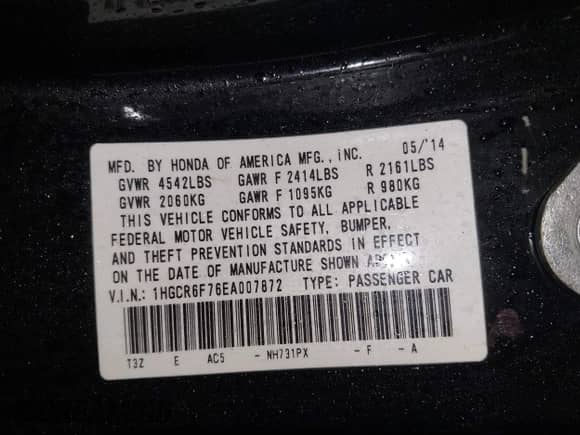 MFD. BY HONDA OF AMERICA MFG., INC. 05/'14
GVWR 4542LBS GAWR F 2414LBS R 2161LBS
GVWR 2060KG GAWR F 1095KG R 980KG
THIS VEHICLE CONFORMS TO ALL APPLICABLE
FEDERAL MOTOR VEHICLE SAFETY, BUMPER,
AND THEFT PREVENTION STANDARDS IN EFFECT
ON THE DATE OF MANUFACTURE SHOWN ABOVE.
V.I.N.: 1HGCR6F76EA007872 TYPE: PASSENGER CAR
T3Z E AC5 - NH731PX - F - A